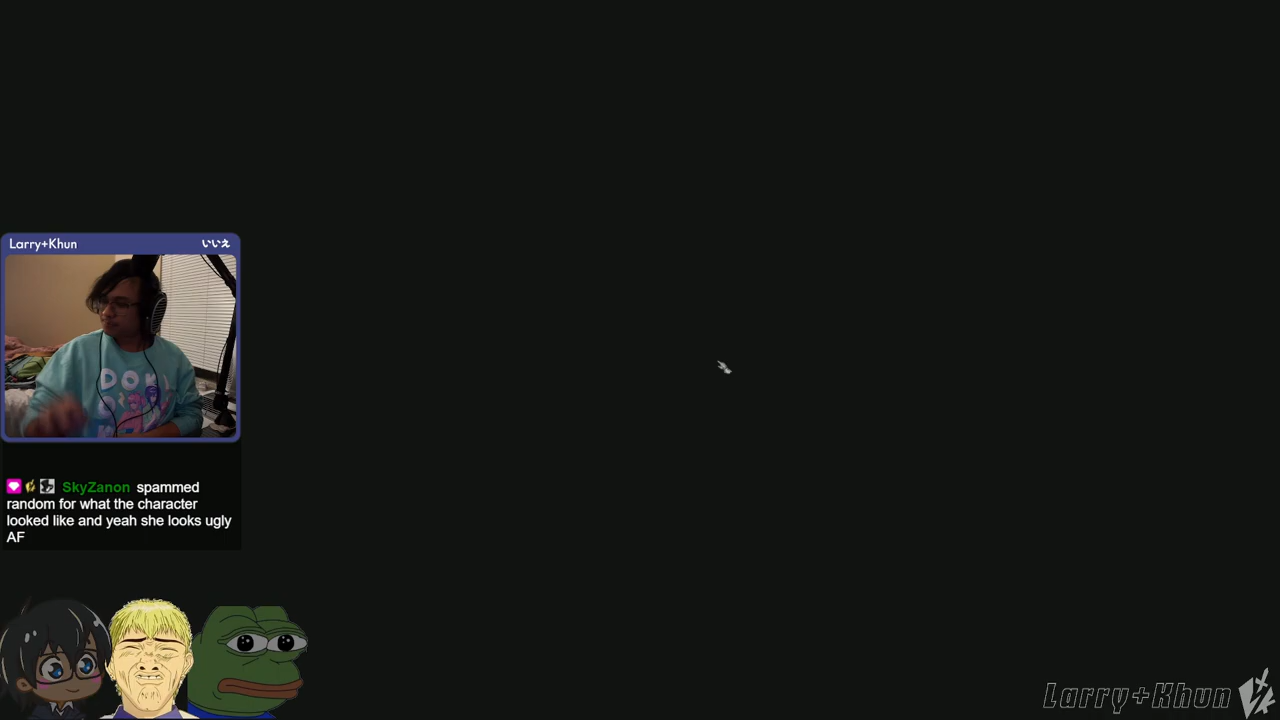 Larry+Khun いいえ
DOKI
SkyZanon spammed
random for what the character
looked like and yeah she looks ugly
AF
Larry+Khun